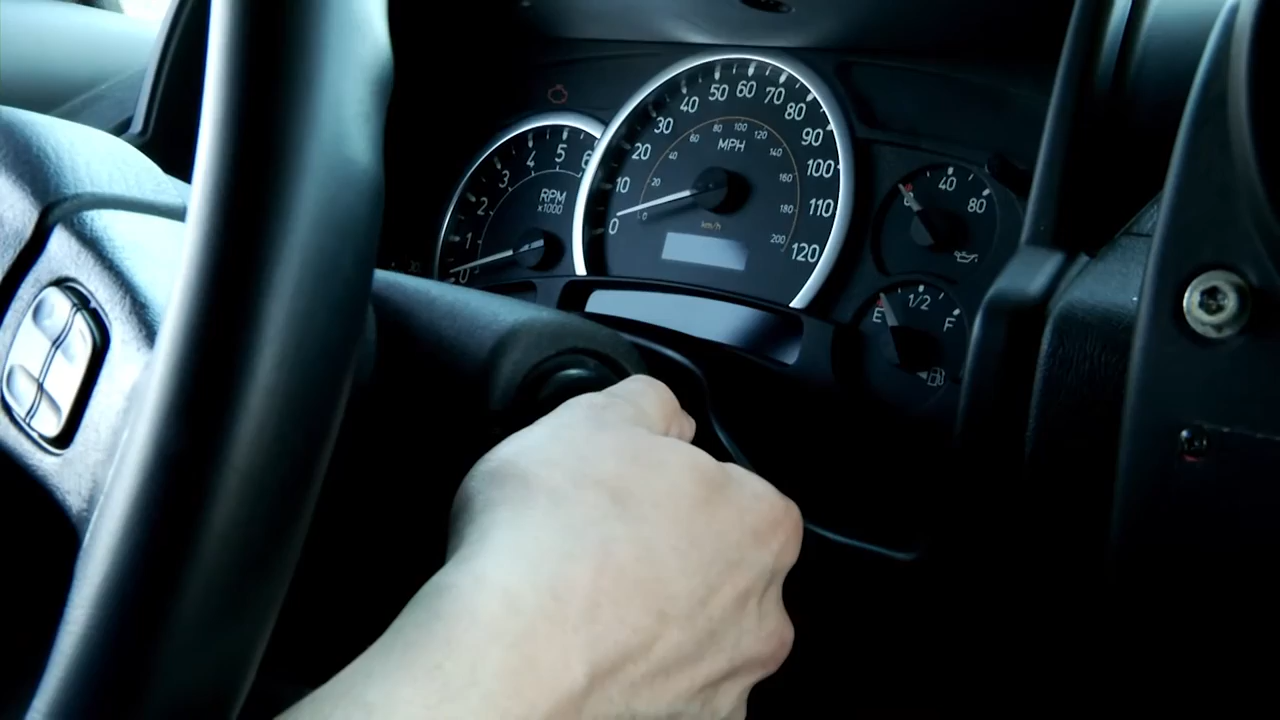 0 1 2 3 4 5 6
RPM
x1000
0 10 20 30 40 50 60 70 80 90 100 110 120
MPH
0 20 40 60 80 100 120 140 160 180 200
km/h
40 80
E 1/2 F